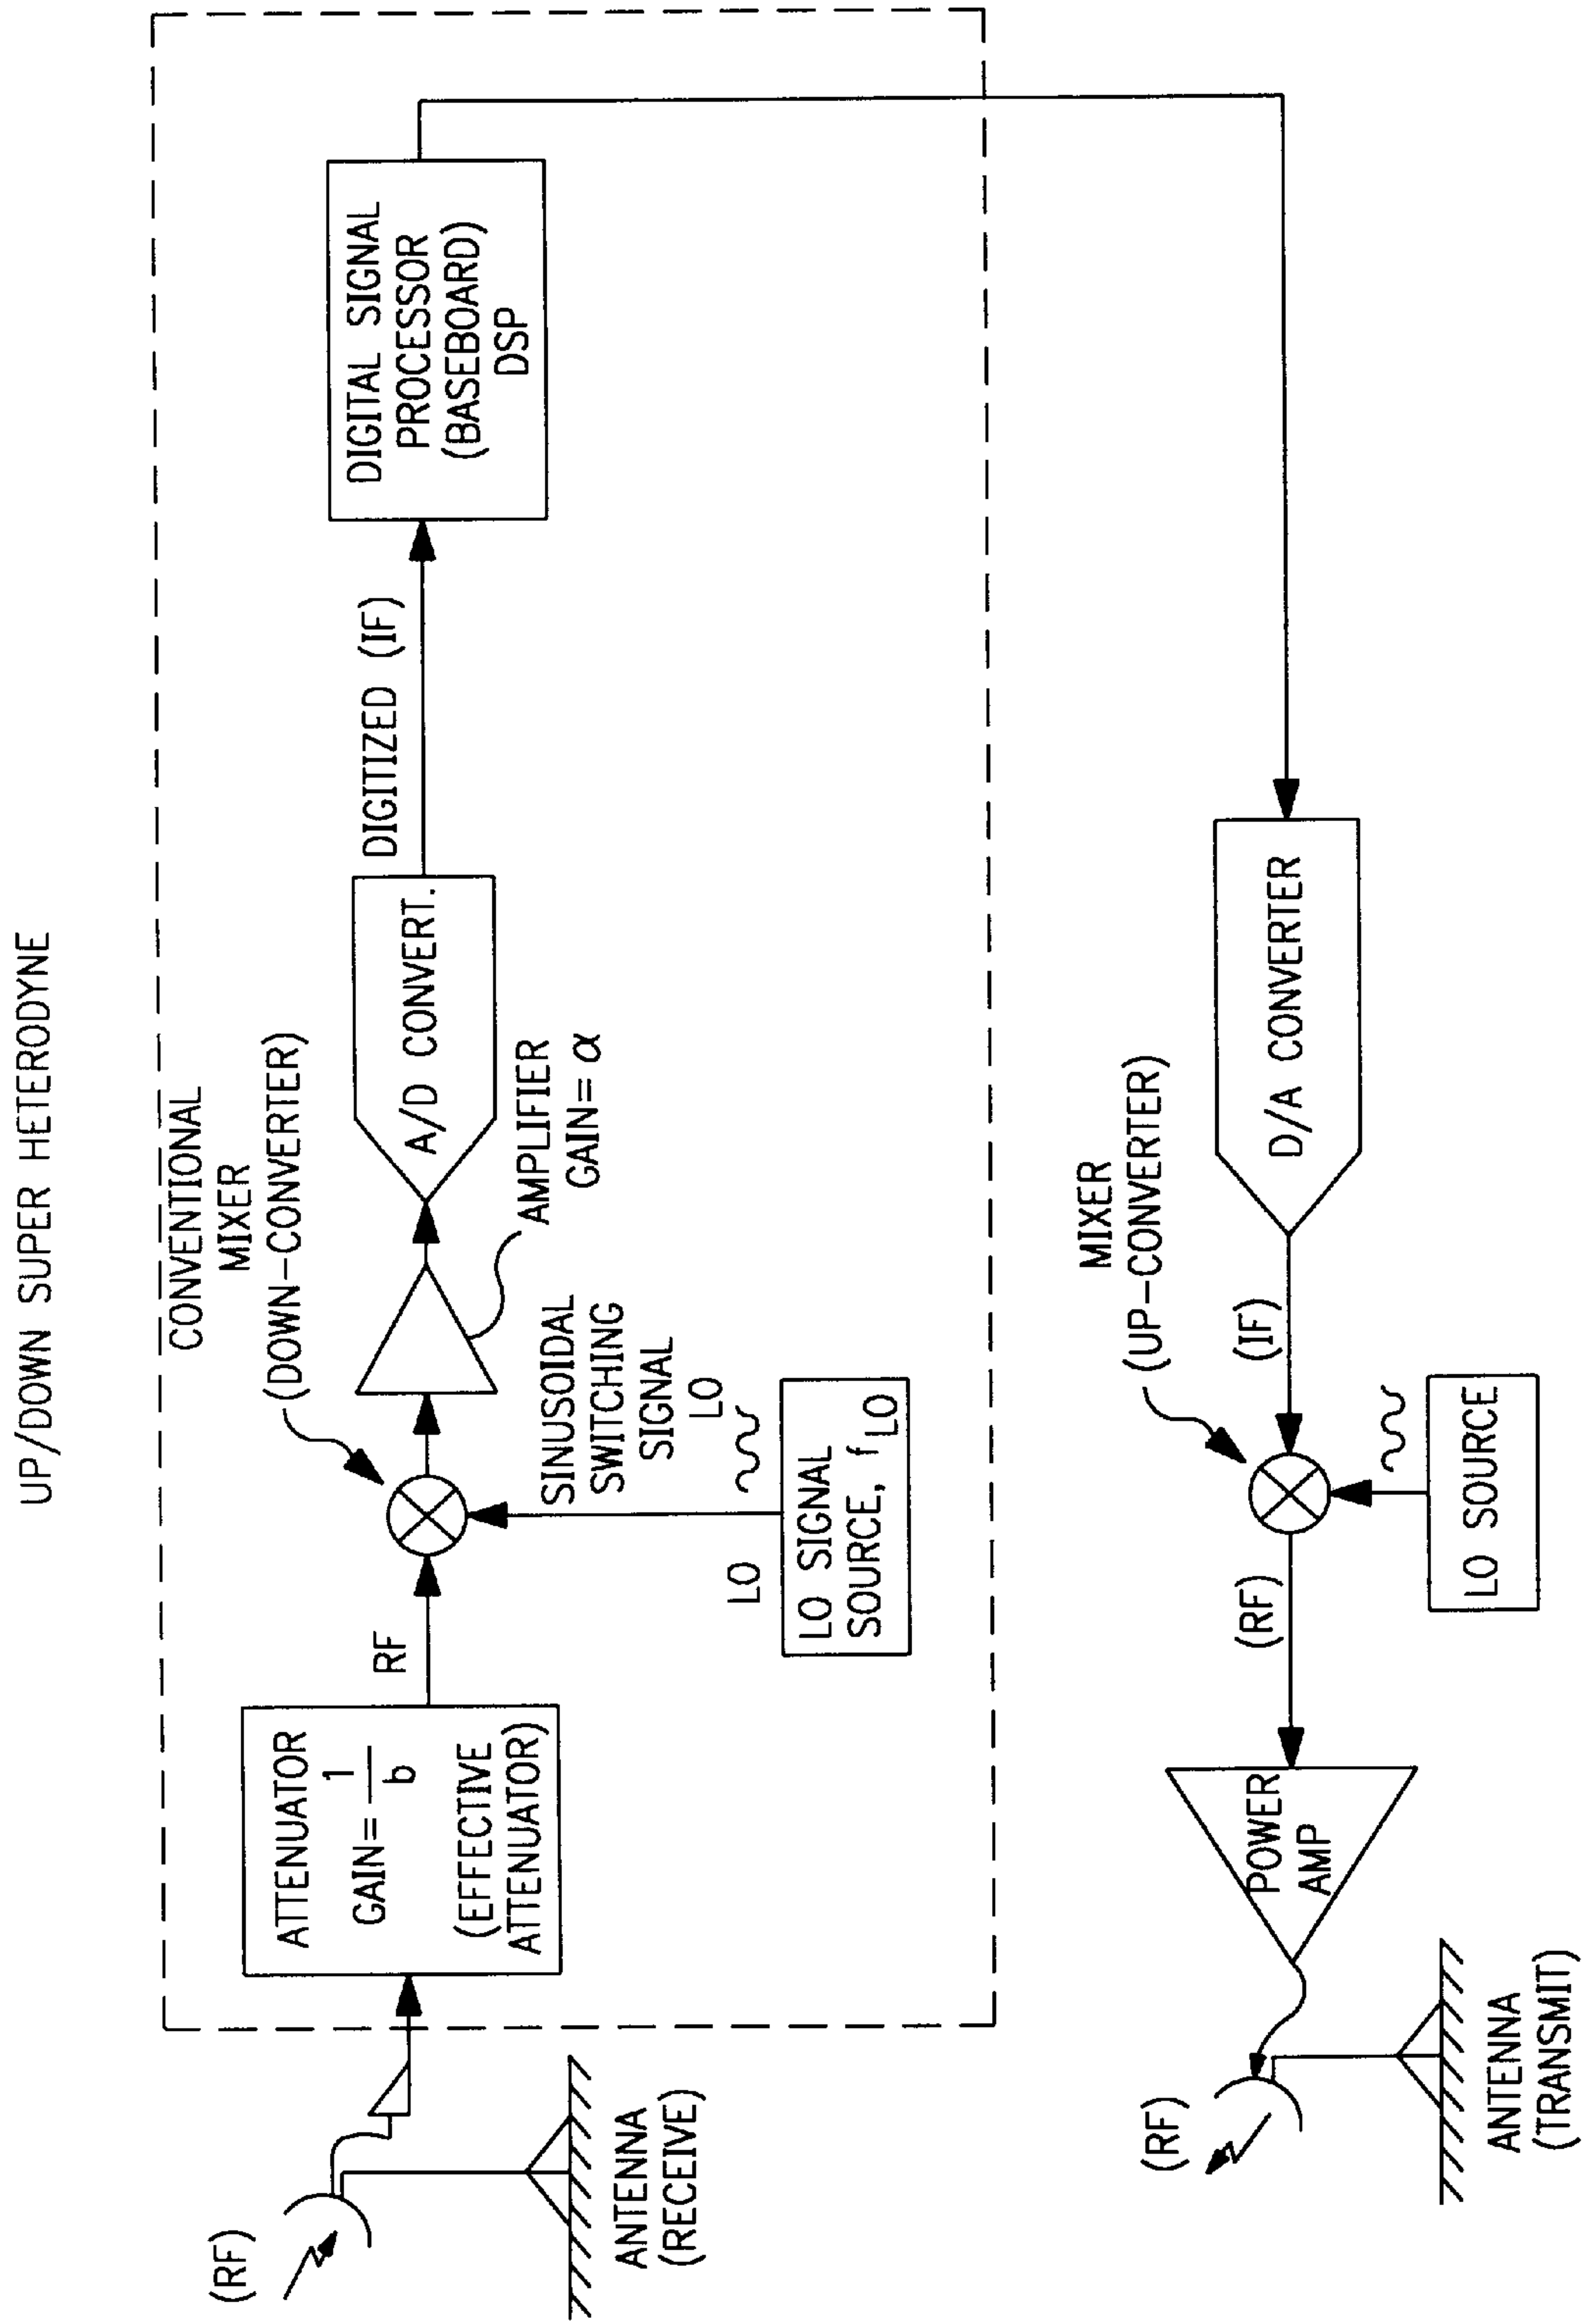 UP/DOWN SUPER HETERODYNE
CONVENTIONAL
MIXER
(DOWN-CONVERTER)
(RF)
ANTENNA
(RECEIVE)
ATTENUATOR
GAIN= 1/b
(EFFECTIVE
ATTENUATOR)
RF
LO
SINUSOIDAL
SWITCHING
SIGNAL
LO
LO SIGNAL
SOURCE, fLO
AMPLIFIER
GAIN= α
A/D CONVERT.
DIGITIZED (IF)
DIGITAL SIGNAL
PROCESSOR
(BASEBOARD)
DSP
(RF)
ANTENNA
(TRANSMIT)
POWER
AMP
(RF)
MIXER
(UP-CONVERTER)
LO SOURCE
(IF)
D/A CONVERTER